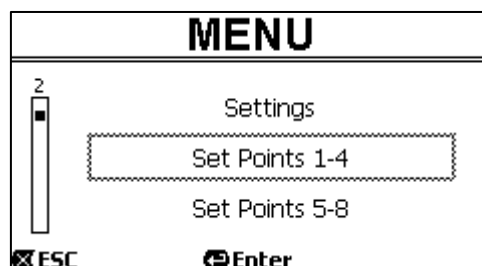 MENU
2
Settings
Set Points 1-4
Set Points 5-8
ESC Enter